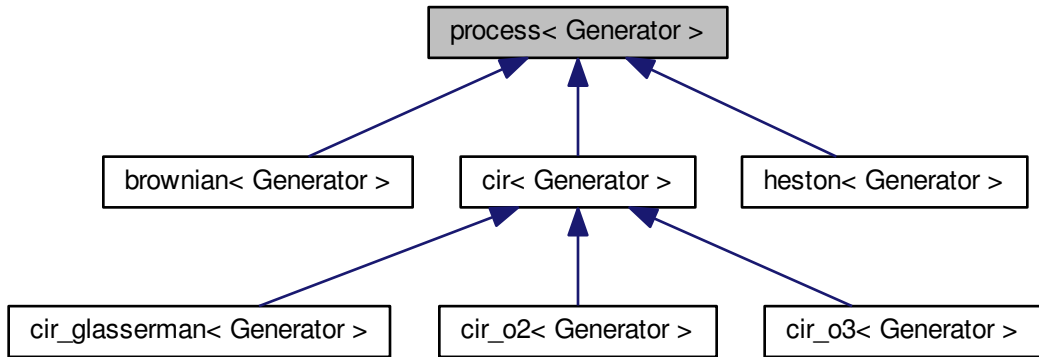 process< Generator >
brownian< Generator >
cir< Generator >
heston< Generator >
cir_glasserman< Generator >
cir_o2< Generator >
cir_o3< Generator >